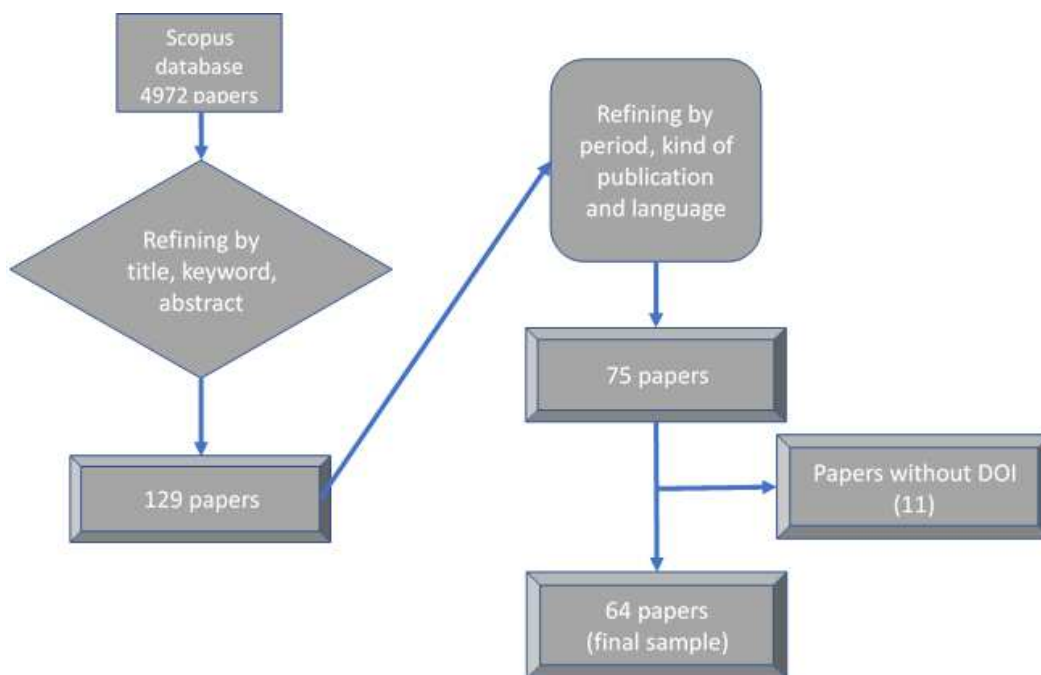 Scopus
database
4972 papers
Refining by
title, keyword,
abstract
129 papers
Refining by
period, kind of
publication
and language
75 papers
Papers without DOI
(11)
64 papers
(final sample)